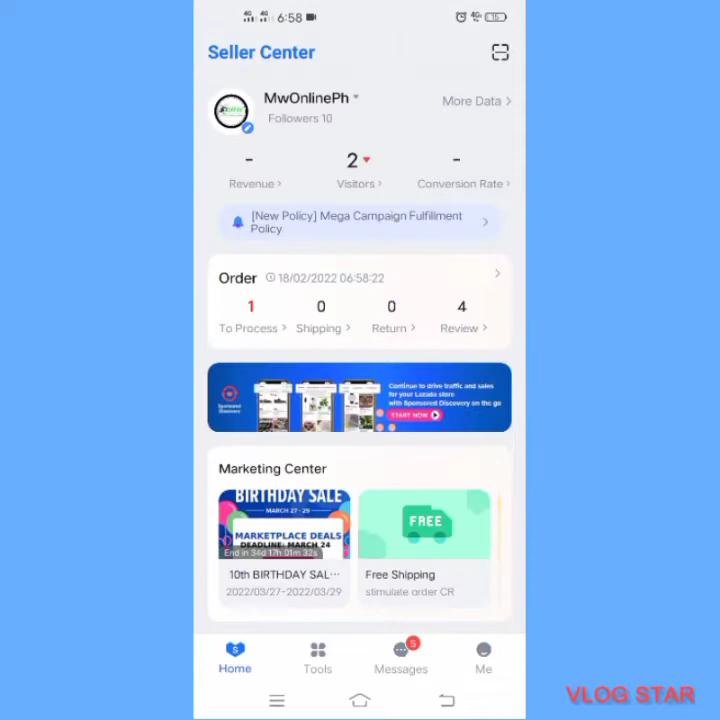 4G 4G 6:58 4G 15
Seller Center
MwOnlinePh
More Data >
Followers 10
- 2 -
Revenue > Visitors > Conversion Rate >
[New Policy] Mega Campaign Fulfillment
Policy
Order 18/02/2022 06:58:22
1 0 0 4
To Process > Shipping > Return > Review >
Sponsored
Discovery
Continue to drive traffic and sales
for your Lazada store
with Sponsored Discovery on the go
START NOW
Marketing Center
BIRTHDAY SALE
MARCH 27-29
MARKETPLACE DEALS
DEADLINE: MARCH 24
End in 34d 17h 01m 32s
FREE
10th BIRTHDAY SAL···
2022/03/27-2022/03/29
Free Shipping
stimulate order CR
5
Home Tools Messages Me
VLOG STAR